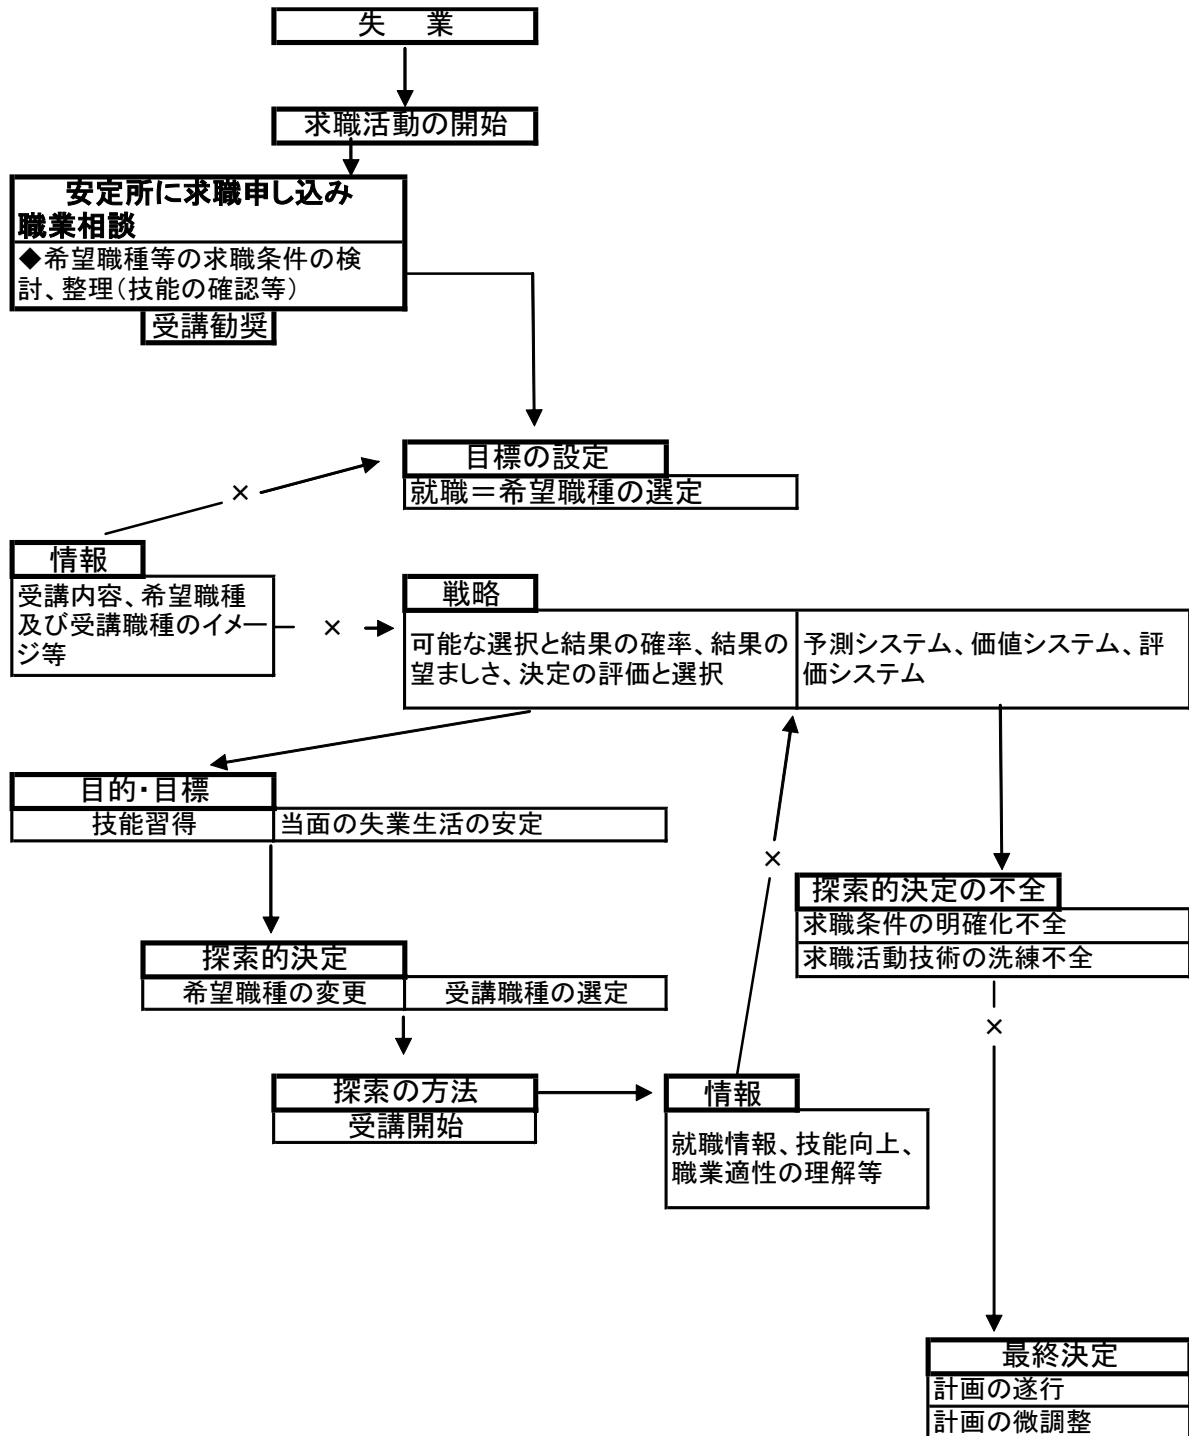 失　業
求職活動の開始
安定所に求職申し込み
職業相談
◆希望職種等の求職条件の検
討、整理（技能の確認等）
受講勧奨
目標の設定
就職＝希望職種の選定
×
情報
受講内容、希望職種
及び受講職種のイメー
ジ等
×
戦略
可能な選択と結果の確率、結果の
望ましさ、決定の評価と選択
予測システム、価値システム、評
価システム
目的・目標
技能習得
当面の失業生活の安定
×
探索的決定の不全
求職条件の明確化不全
求職活動技術の洗練不全
探索的決定
希望職種の変更
受講職種の選定
×
探索の方法
受講開始
情報
就職情報、技能向上、
職業適性の理解等
最終決定
計画の遂行
計画の微調整